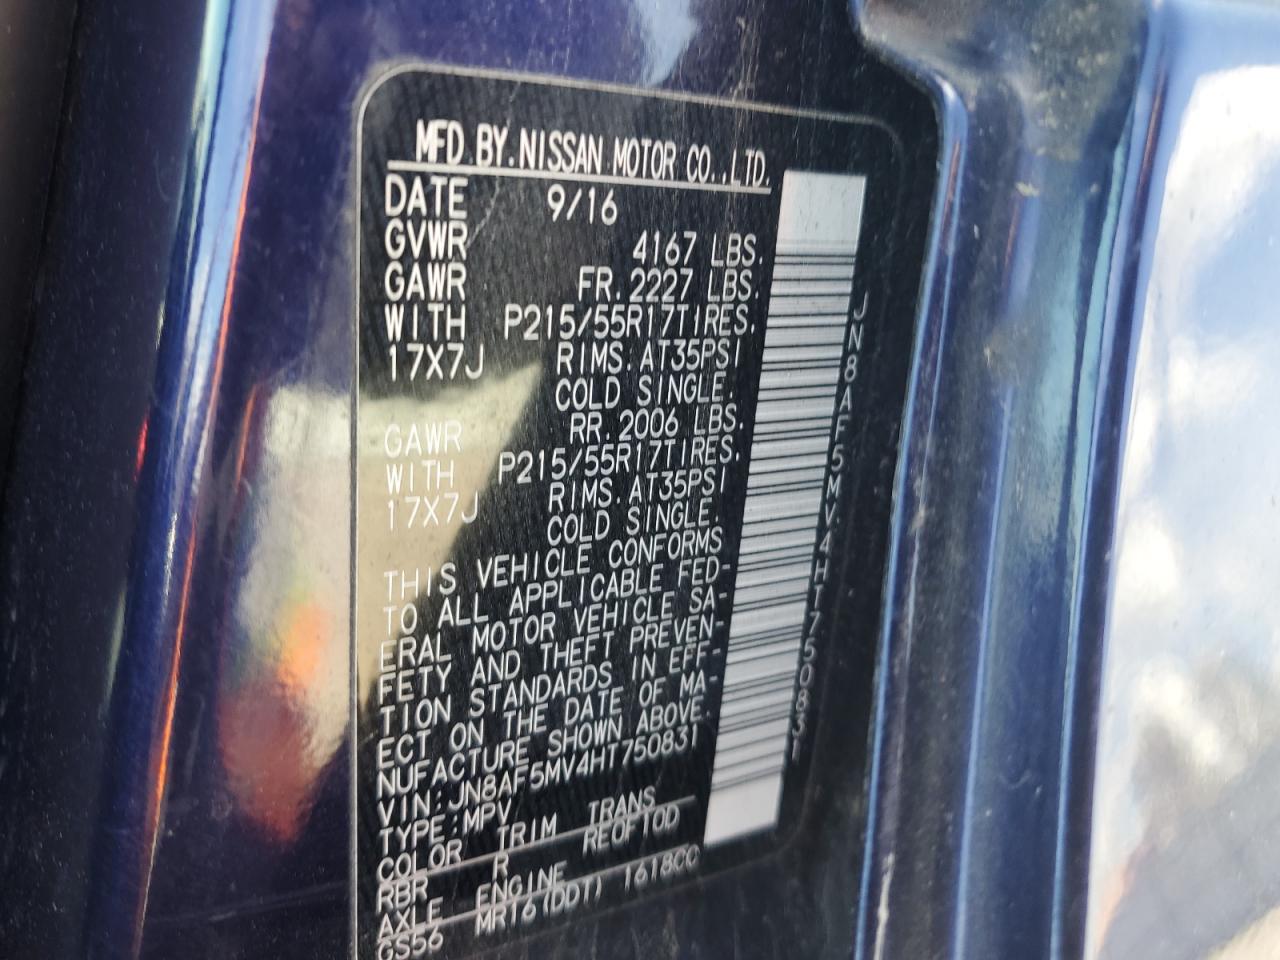 MFD.BY.NISSAN MOTOR CO.,LTD.
DATE 9/16
GVWR 4167 LBS.
GAWR FR.2227 LBS.
WITH P215/55R17TIRES.
17X7J RIMS.AT35PSI
COLD SINGLE.
GAWR RR.2006 LBS.
WITH P215/55R17TIRES.
17X7J RIMS.AT35PSI
COLD SINGLE.
THIS VEHICLE CONFORMS
TO ALL APPLICABLE FED-
ERAL MOTOR VEHICLE SA-
FETY AND THEFT PREVEN-
TION STANDARDS IN EFF-
ECT ON THE DATE OF MA-
NUFACTURE SHOWN ABOVE.
VIN:JN8AF5MV4HT750831
TYPE:MPV
COLOR TRIM TRANS
RBR R RE0F10D
AXLE ENGINE
GS56 MR16(DDT) 1618CC
JN8AF5MV4HT750831